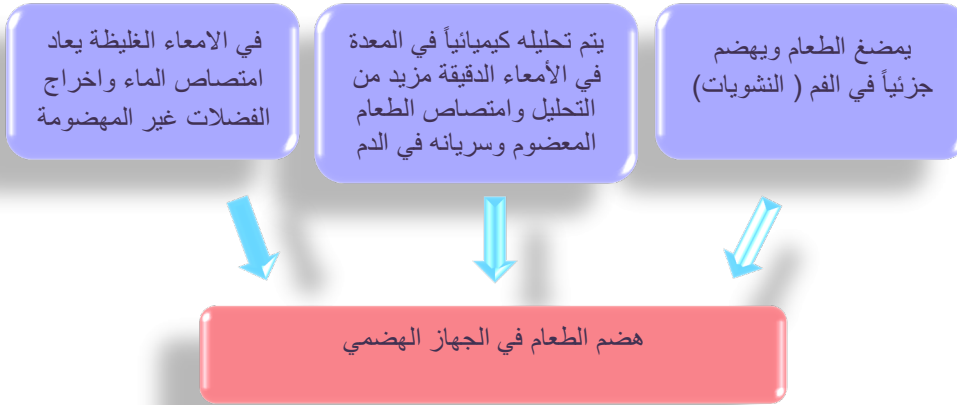 يمضغ الطعام ويهضم
جزئياً في الفم ( النشويات)
يتم تحليله كيميائياً في المعدة
في الأمعاء الدقيقة مزيد من
التحليل وامتصاص الطعام
المعضوم وسريانه في الدم
في الامعاء الغليظة يعاد
امتصاص الماء واخراج
الفضلات غير المهضومة
هضم الطعام في الجهاز الهضمي